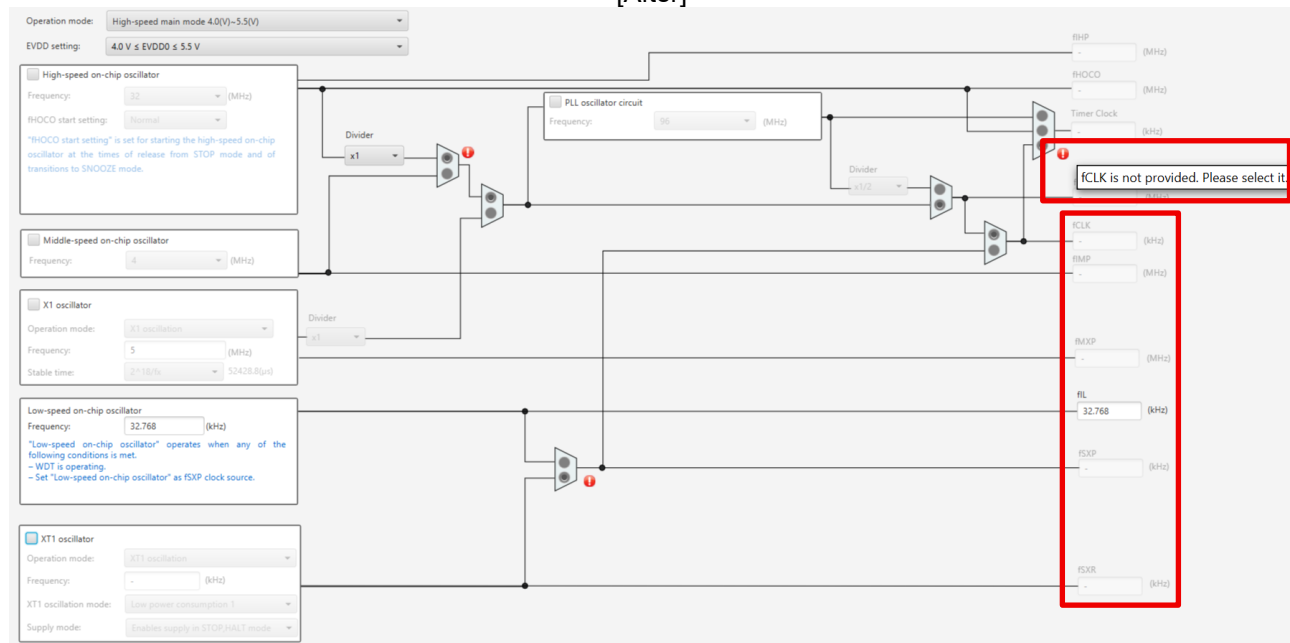 [After]
Operation mode: High-speed main mode 4.0(V)~5.5(V)
EVDD setting: 4.0 V ≤ EVDD0 ≤ 5.5 V
High-speed on-chip oscillator
Frequency: 32 (MHz)
fHOCO start setting: Normal
"fHOCO start setting" is set for starting the high-speed on-chip
oscillator at the times of release from STOP mode and of
transitions to SNOOZE mode.
Middle-speed on-chip oscillator
Frequency: 4 (MHz)
X1 oscillator
Operation mode: X1 oscillation
Frequency: 5 (MHz)
Stable time: 2^18/fx 52428.8(μs)
Low-speed on-chip oscillator
Frequency: 32.768 (kHz)
"Low-speed on-chip oscillator" operates when any of the
following conditions is met.
– WDT is operating.
– Set "Low-speed on-chip oscillator" as fSXP clock source.
XT1 oscillator
Operation mode: XT1 oscillation
Frequency: - (kHz)
XT1 oscillation mode: Low power consumption 1
Supply mode: Enables supply in STOP,HALT mode
Divider
x1
Divider
x1
PLL oscillator circuit
Frequency: 96 (MHz)
Divider
x1/2
fIHP
- (MHz)
fHOCO
- (MHz)
Timer Clock
- (kHz)
fCLK is not provided. Please select it.
(MHz)
fCLK
- (kHz)
fIMP
- (MHz)
fMXP
- (MHz)
fIL
32.768 (kHz)
fSXP
- (kHz)
fSXR
- (kHz)